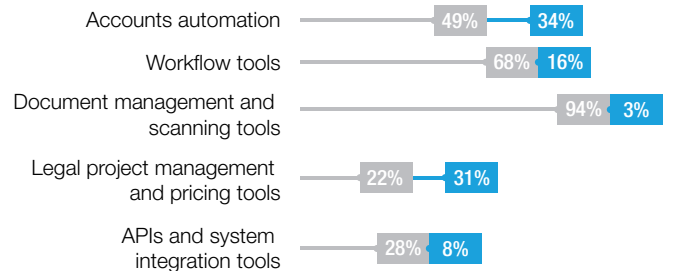 Accounts automation 49% 34%
Workflow tools 68% 16%
Document management and
scanning tools 94% 3%
Legal project management
and pricing tools 22% 31%
APIs and system
integration tools 28% 8%